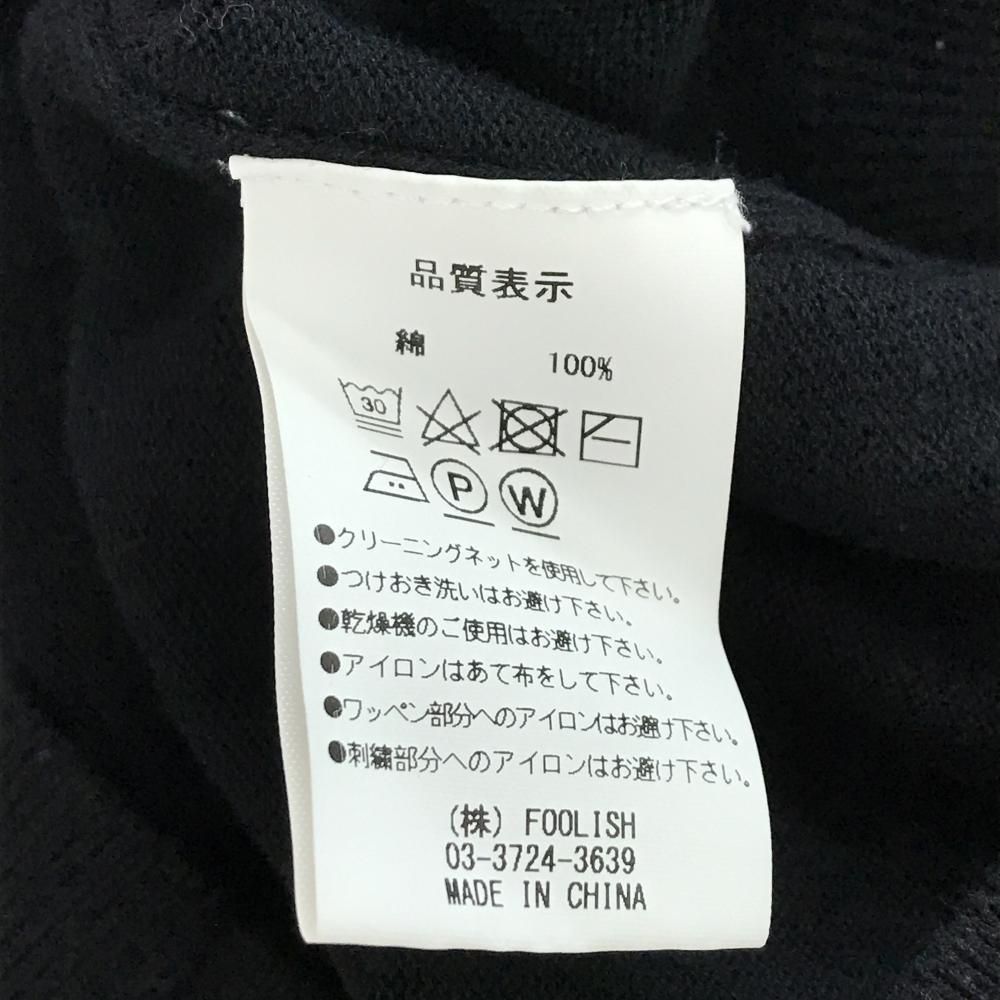 品質表示
綿 100%
30
P W
●クリーニングネットを使用して下さい。
●つけおき洗いはお避け下さい。
●乾燥機のご使用はお避け下さい。
●アイロンはあて布をして下さい。
●ワッペン部分へのアイロンはお避け下さい。
●刺繍部分へのアイロンはお避け下さい。
(株) FOOLISH
03-3724-3639
MADE IN CHINA